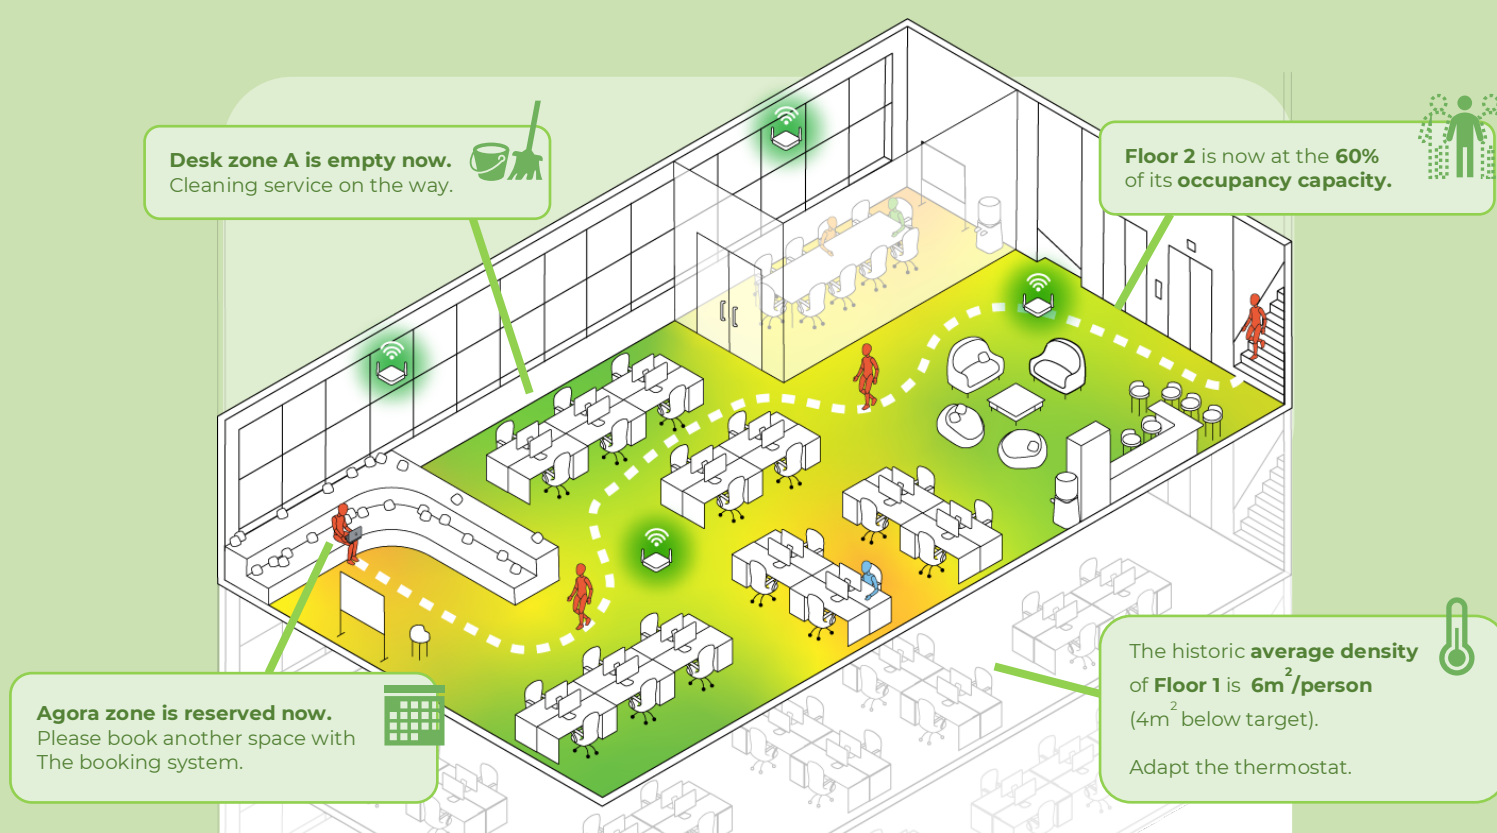 Desk zone A is empty now.
Cleaning service on the way.
Floor 2 is now at the 60%
of its occupancy capacity.
Agora zone is reserved now.
Please book another space with
The booking system.
The historic average density
of Floor 1 is 6m²/person
(4m² below target).
Adapt the thermostat.